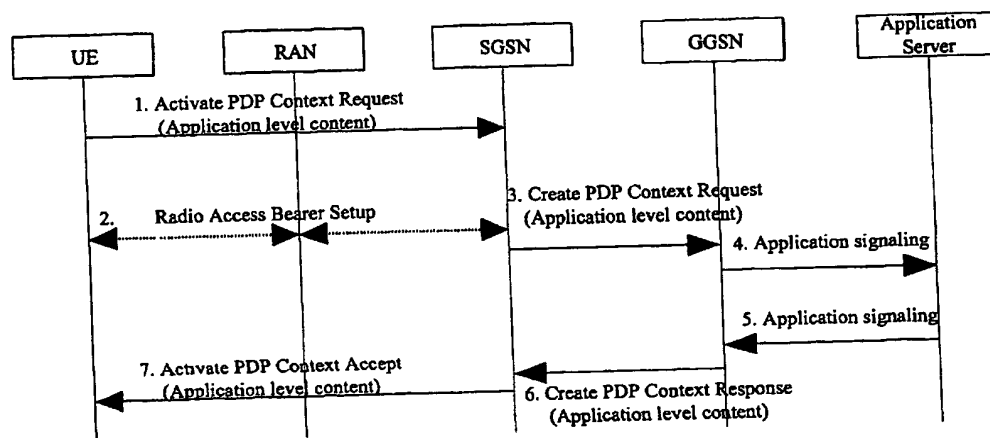 UE
RAN
SGSN
GGSN
Application
Server
1. Activate PDP Context Request
(Application level content)
2.
Radio Access Bearer Setup
3. Create PDP Context Request
(Application level content)
4. Application signaling
5. Application signaling
6. Create PDP Context Response
(Application level content)
7. Activate PDP Context Accept
(Application level content)